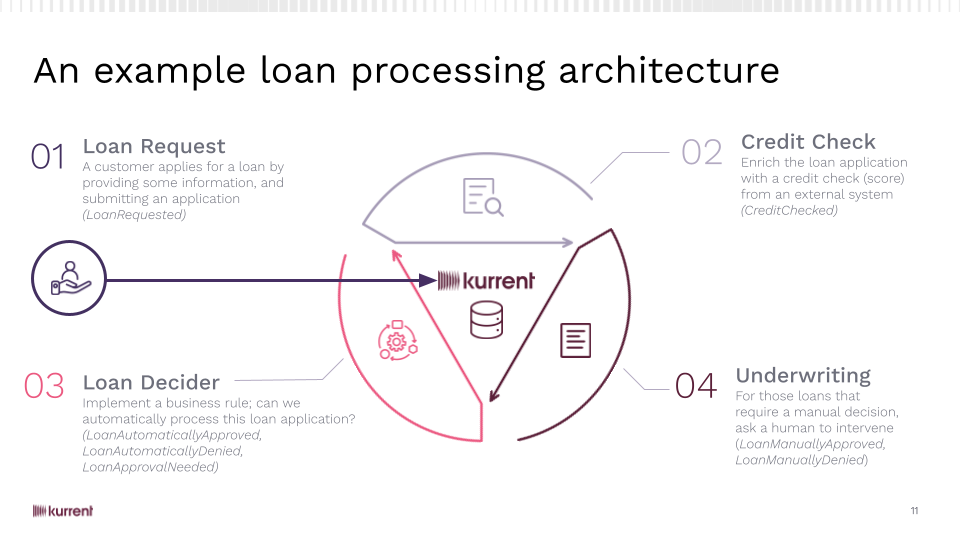 An example loan processing architecture
01
Loan Request
A customer applies for a loan by
providing some information, and
submitting an application
(LoanRequested)
02
Credit Check
Enrich the loan application
with a credit check (score)
from an external system
(CreditChecked)
kurrent
03
Loan Decider
Implement a business rule; can we
automatically process this loan application?
(LoanAutomaticallyApproved,
LoanAutomaticallyDenied,
LoanApprovalNeeded)
04
Underwriting
For those loans that
require a manual decision,
ask a human to intervene
(LoanManuallyApproved,
LoanManuallyDenied)
kurrent
11